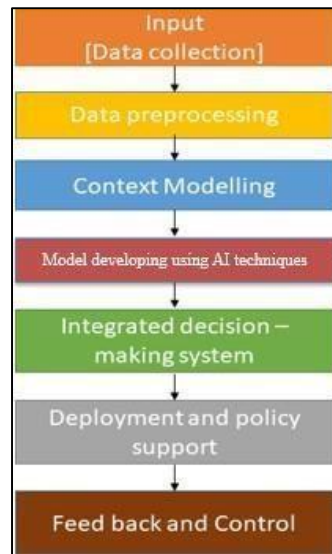 Input
[Data collection]
Data preprocessing
Context Modelling
Model developing using AI techniques
Integrated decision –
making system
Deployment and policy
support
Feed back and Control